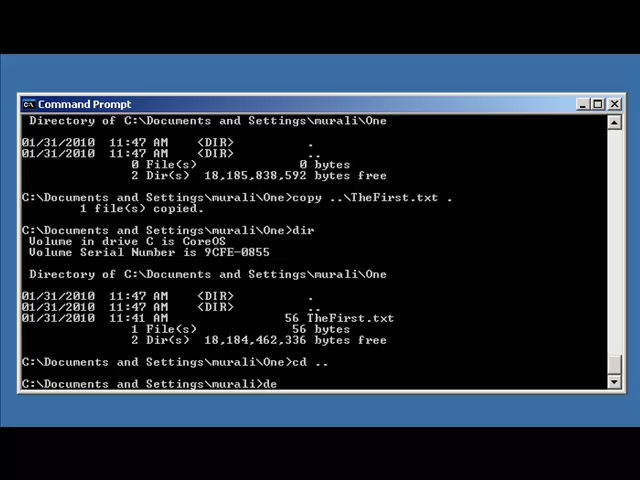 Command Prompt
Directory of C:\Documents and Settings\murali\One
01/31/2010 11:47 AM <DIR> .
01/31/2010 11:47 AM <DIR> ..
0 File(s) 0 bytes
2 Dir(s) 18,185,838,592 bytes free
C:\Documents and Settings\murali\One>copy ..\TheFirst.txt .
1 file(s) copied.
C:\Documents and Settings\murali\One>dir
Volume in drive C is CoreOS
Volume Serial Number is 9CFE-0855
Directory of C:\Documents and Settings\murali\One
01/31/2010 11:47 AM <DIR> .
01/31/2010 11:47 AM <DIR> ..
01/31/2010 11:41 AM 56 TheFirst.txt
1 File(s) 56 bytes
2 Dir(s) 18,184,462,336 bytes free
C:\Documents and Settings\murali\One>cd ..
C:\Documents and Settings\murali>de